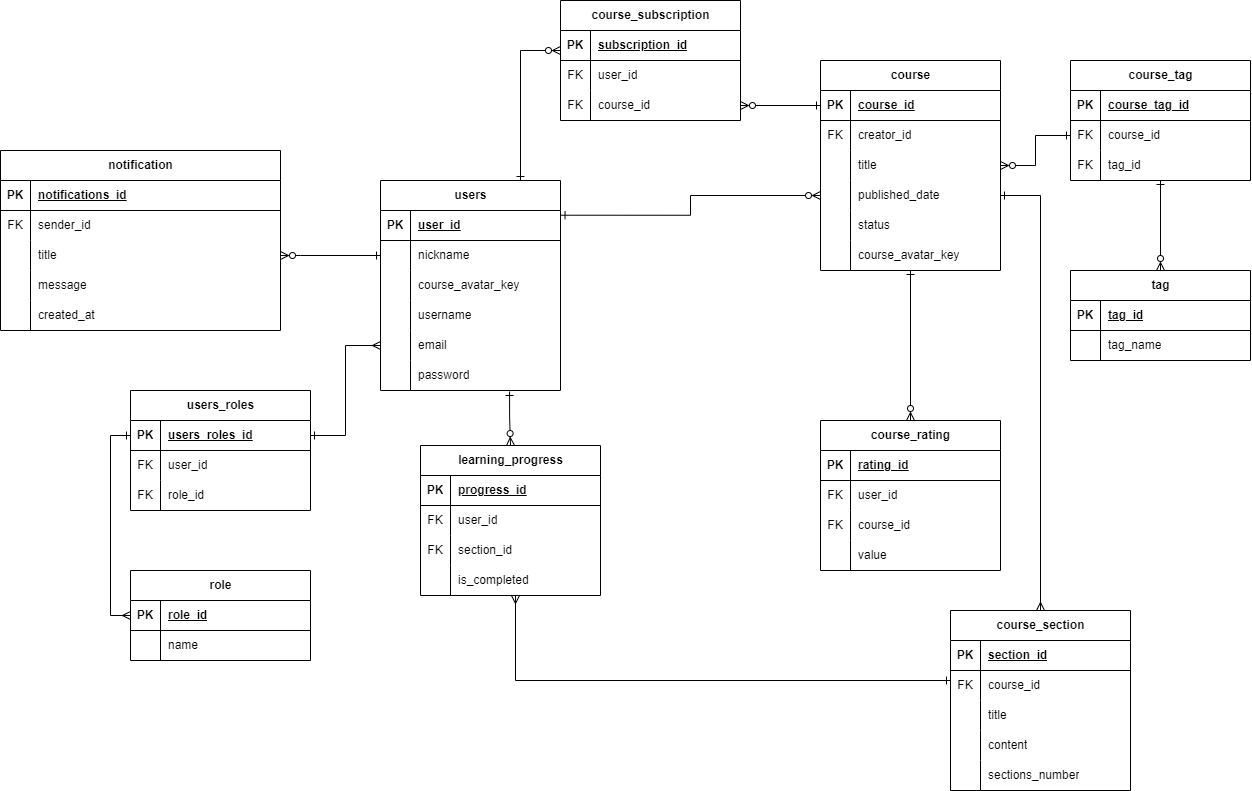 course_subscription
PK subscription_id
FK user_id
FK course_id
course
PK course_id
FK creator_id
title
published_date
status
course_avatar_key
course_tag
PK course_tag_id
FK course_id
FK tag_id
notification
PK notifications_id
FK sender_id
title
message
created_at
users
PK user_id
nickname
course_avatar_key
username
email
password
tag
PK tag_id
tag_name
users_roles
PK users_roles_id
FK user_id
FK role_id
learning_progress
PK progress_id
FK user_id
FK section_id
is_completed
course_rating
PK rating_id
FK user_id
FK course_id
value
role
PK role_id
name
course_section
PK section_id
FK course_id
title
content
sections_number